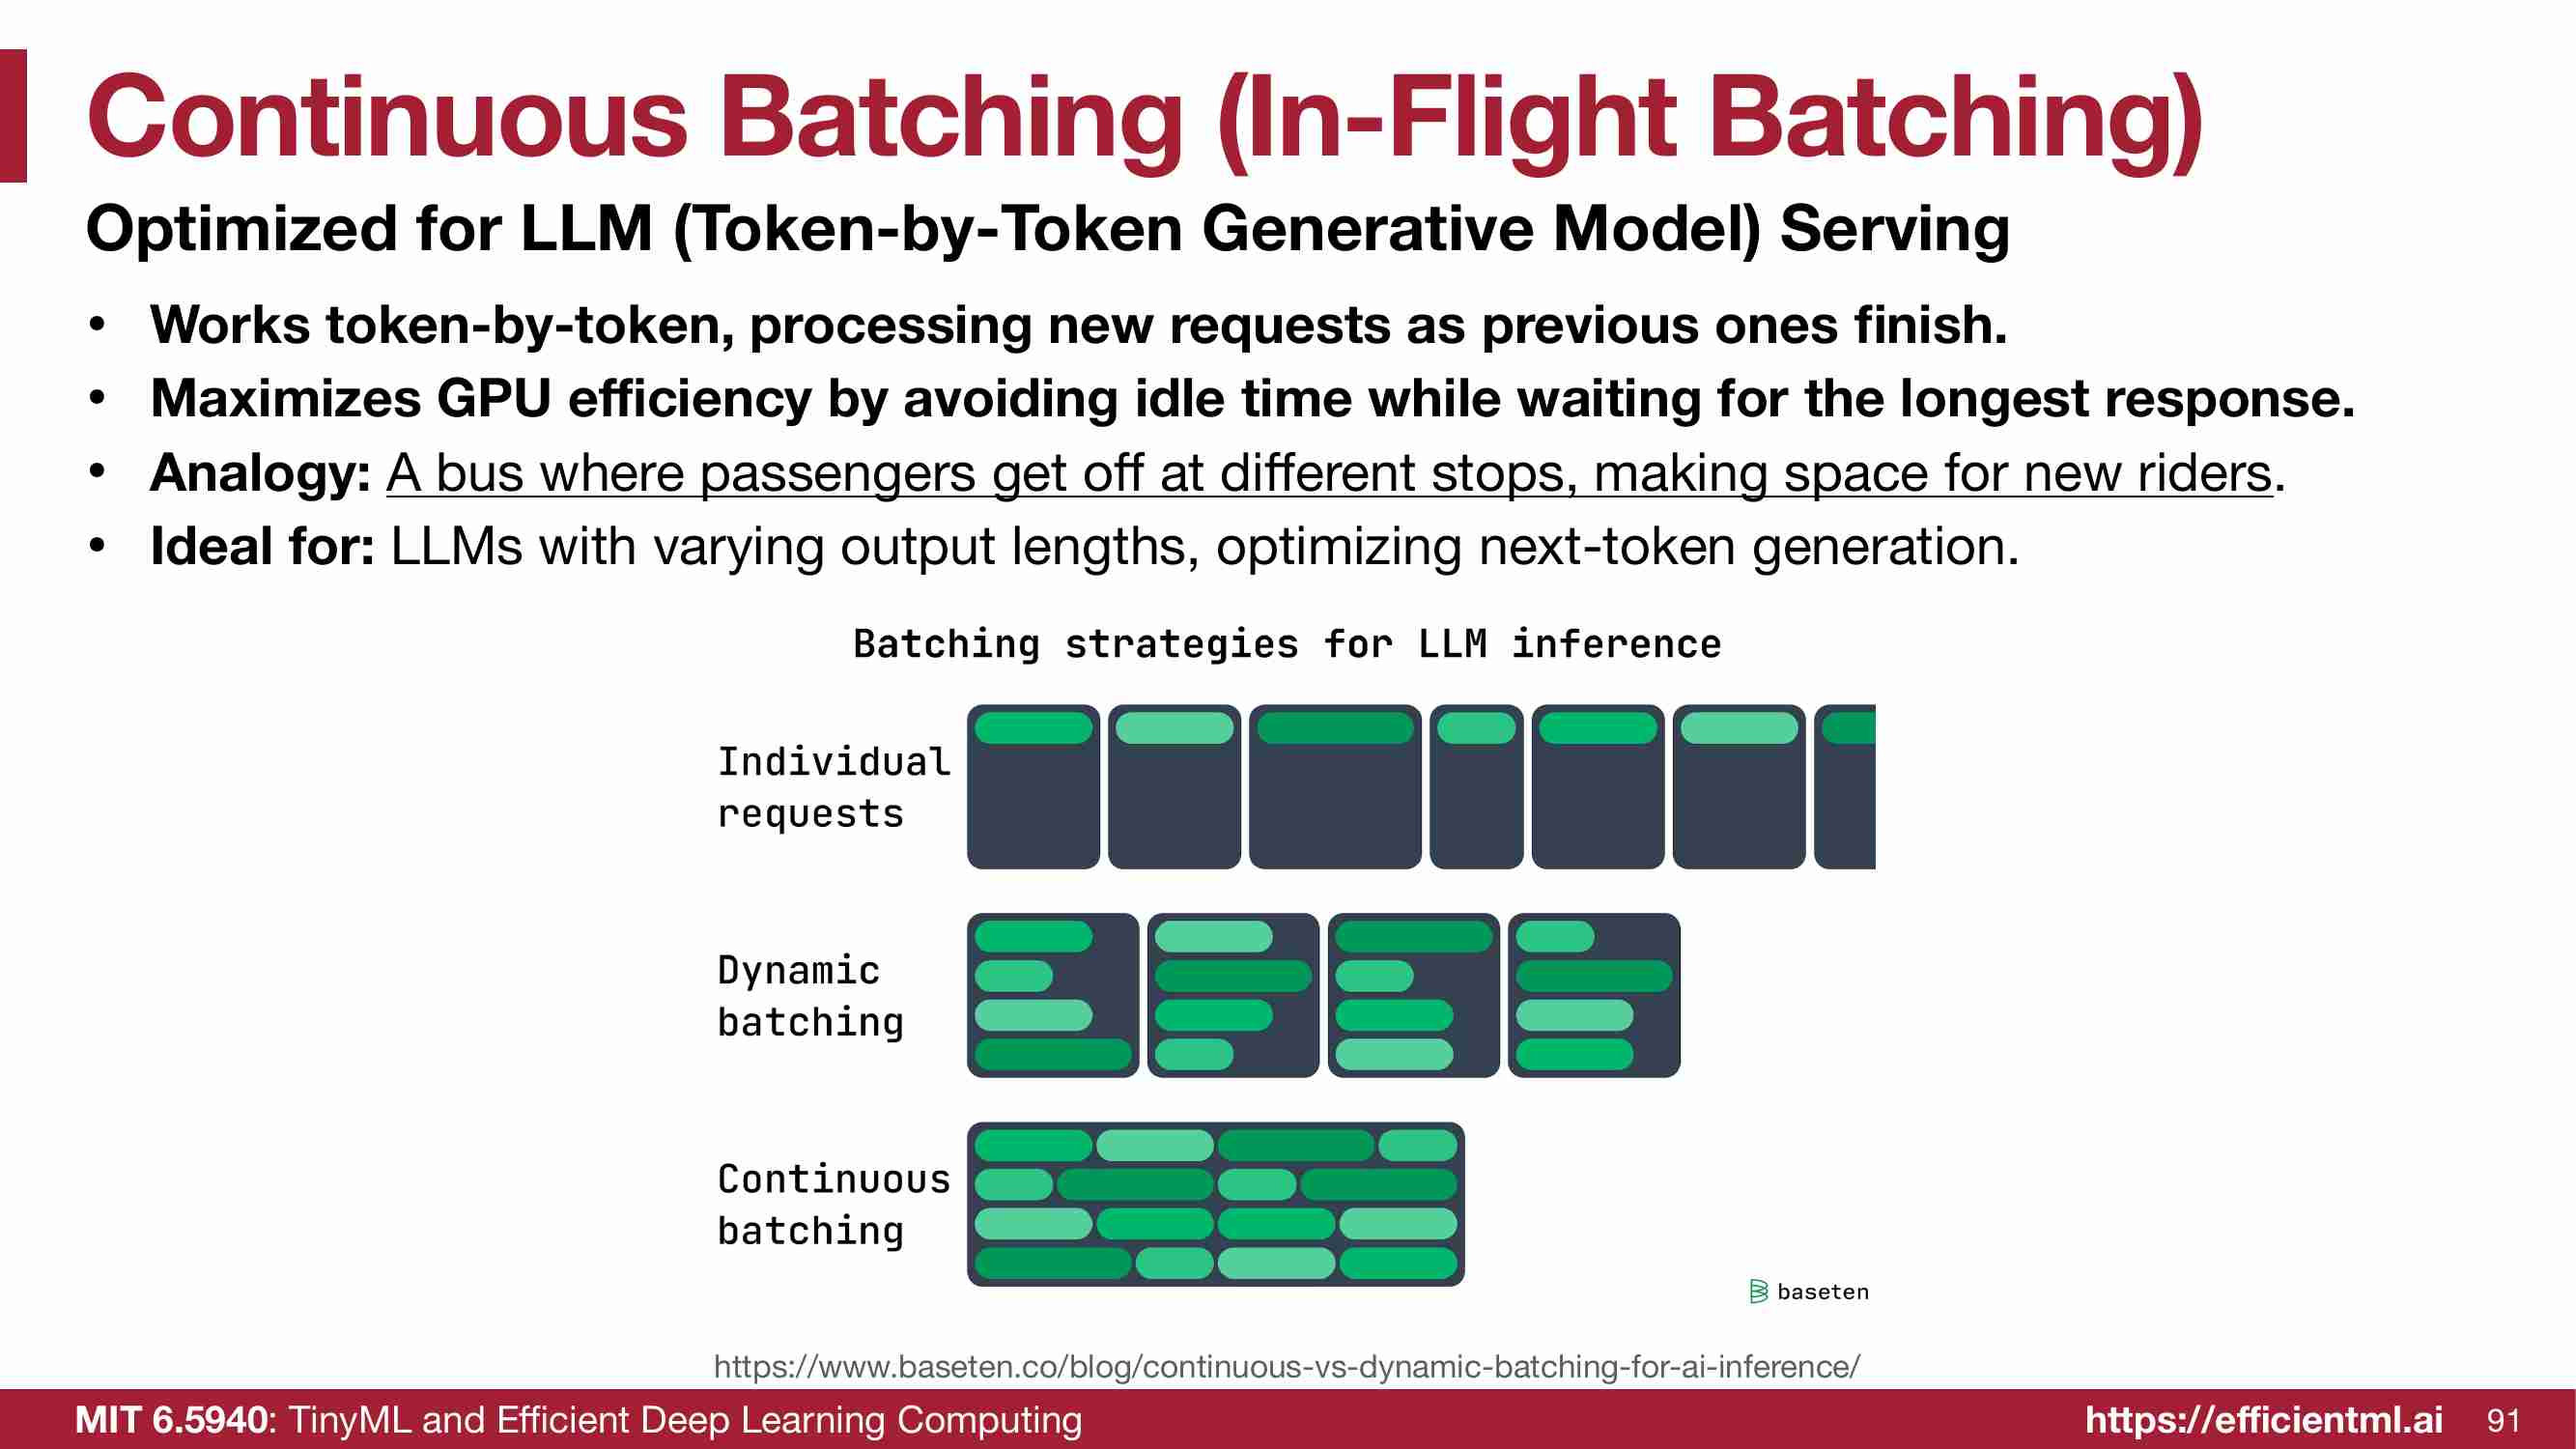 Continuous Batching (In-Flight Batching)
Optimized for LLM (Token-by-Token Generative Model) Serving
• Works token-by-token, processing new requests as previous ones finish.
• Maximizes GPU efficiency by avoiding idle time while waiting for the longest response.
• Analogy: A bus where passengers get off at different stops, making space for new riders.
• Ideal for: LLMs with varying output lengths, optimizing next-token generation.
Batching strategies for LLM inference
Individual
requests
Dynamic
batching
Continuous
batching
baseten
https://www.baseten.co/blog/continuous-vs-dynamic-batching-for-ai-inference/
MIT 6.5940: TinyML and Efficient Deep Learning Computing
https://efficientml.ai
91